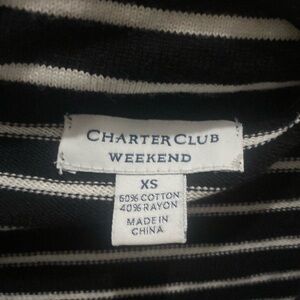 CHARTER CLUB
WEEKEND
XS
60% COTTON
40% RAYON
MADE IN
CHINA